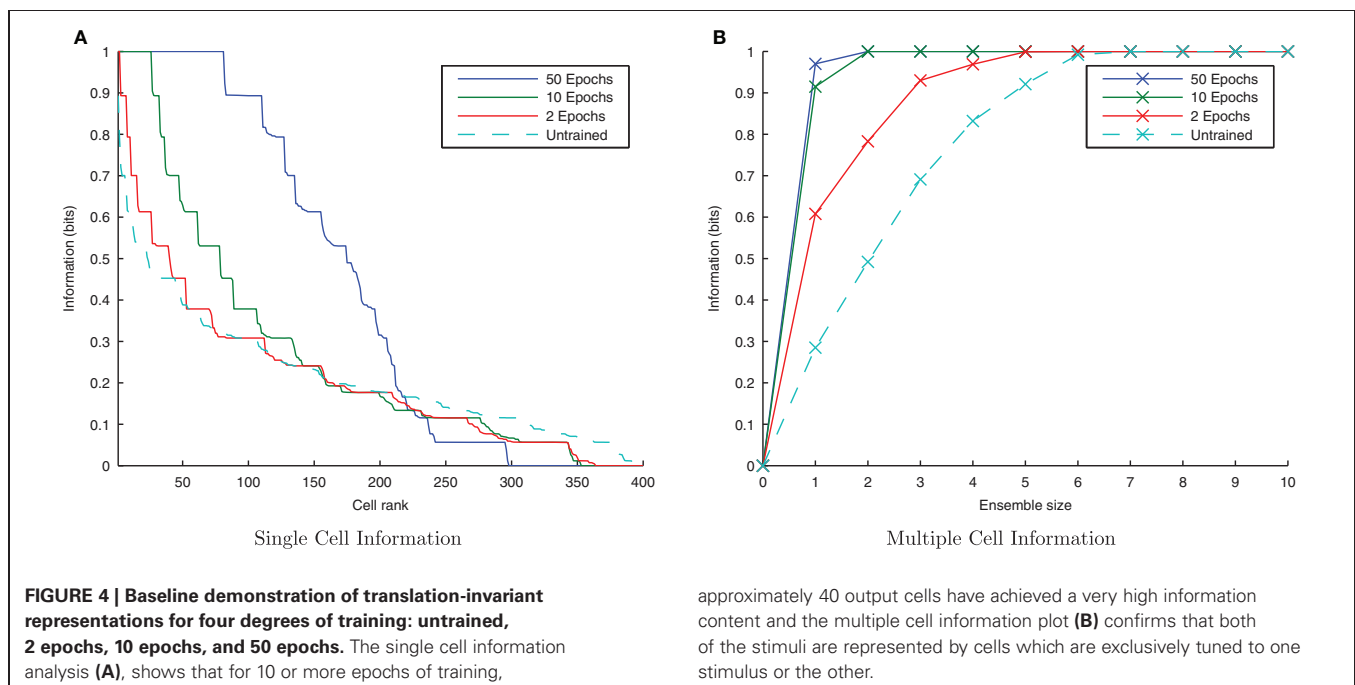 A
1
0.9
0.8
0.7
0.6
0.5
0.4
0.3
0.2
0.1
0
Information (bits)
50 Epochs
10 Epochs
2 Epochs
Untrained
50 100 150 200 250 300 350 400
Cell rank
Single Cell Information
B
1
0.9
0.8
0.7
0.6
0.5
0.4
0.3
0.2
0.1
0
Information (bits)
50 Epochs
10 Epochs
2 Epochs
Untrained
0 1 2 3 4 5 6 7 8 9 10
Ensemble size
Multiple Cell Information
FIGURE 4 | Baseline demonstration of translation-invariant
representations for four degrees of training: untrained,
2 epochs, 10 epochs, and 50 epochs. The single cell information
analysis (A), shows that for 10 or more epochs of training,
approximately 40 output cells have achieved a very high information
content and the multiple cell information plot (B) confirms that both
of the stimuli are represented by cells which are exclusively tuned to one
stimulus or the other.